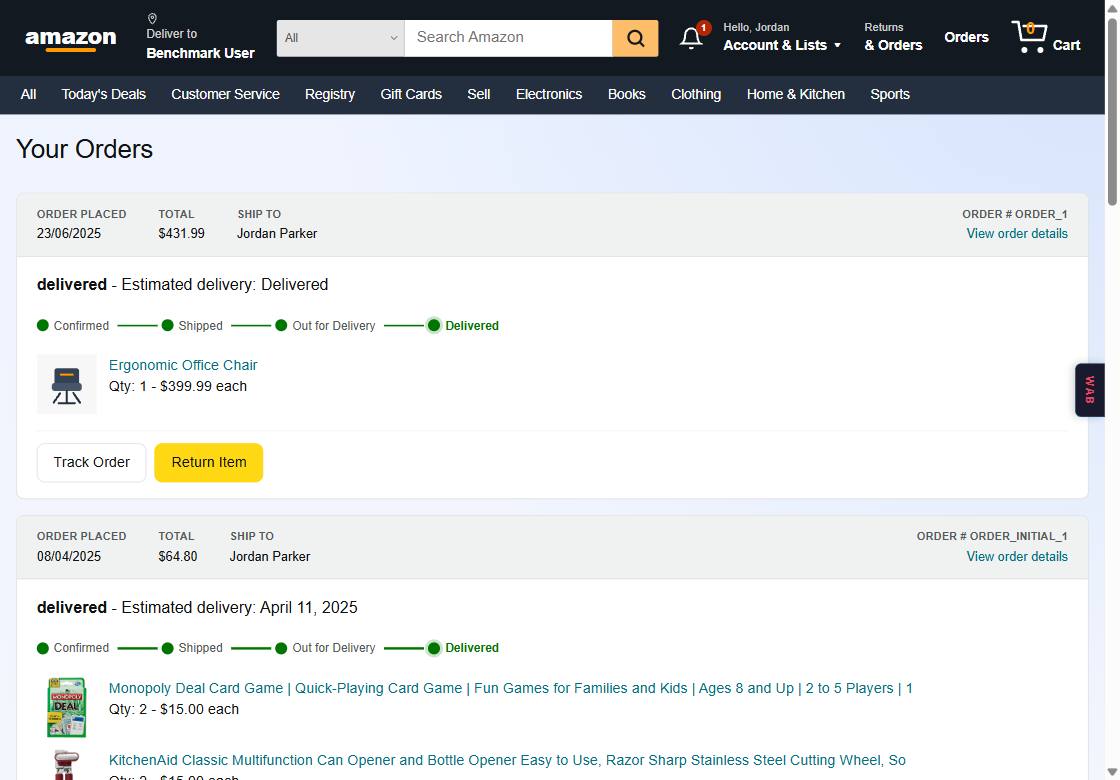 amazon
Deliver to
Benchmark User
All
Search Amazon
1
Hello, Jordan
Account & Lists
Returns
& Orders
Orders
0
Cart
All
Today's Deals
Customer Service
Registry
Gift Cards
Sell
Electronics
Books
Clothing
Home & Kitchen
Sports
Your Orders
ORDER PLACED
23/06/2025
TOTAL
$431.99
SHIP TO
Jordan Parker
ORDER # ORDER_1
View order details
delivered - Estimated delivery: Delivered
Confirmed
Shipped
Out for Delivery
Delivered
Ergonomic Office Chair
Qty: 1 - $399.99 each
WAB
Track Order
Return Item
ORDER PLACED
08/04/2025
TOTAL
$64.80
SHIP TO
Jordan Parker
ORDER # ORDER_INITIAL_1
View order details
delivered - Estimated delivery: April 11, 2025
Confirmed
Shipped
Out for Delivery
Delivered
MONOPOLY
DEAL
Monopoly Deal Card Game | Quick-Playing Card Game | Fun Games for Families and Kids | Ages 8 and Up | 2 to 5 Players | 1
Qty: 2 - $15.00 each
KitchenAid Classic Multifunction Can Opener and Bottle Opener Easy to Use, Razor Sharp Stainless Steel Cutting Wheel, So
Qty: 2 - $15.00 each